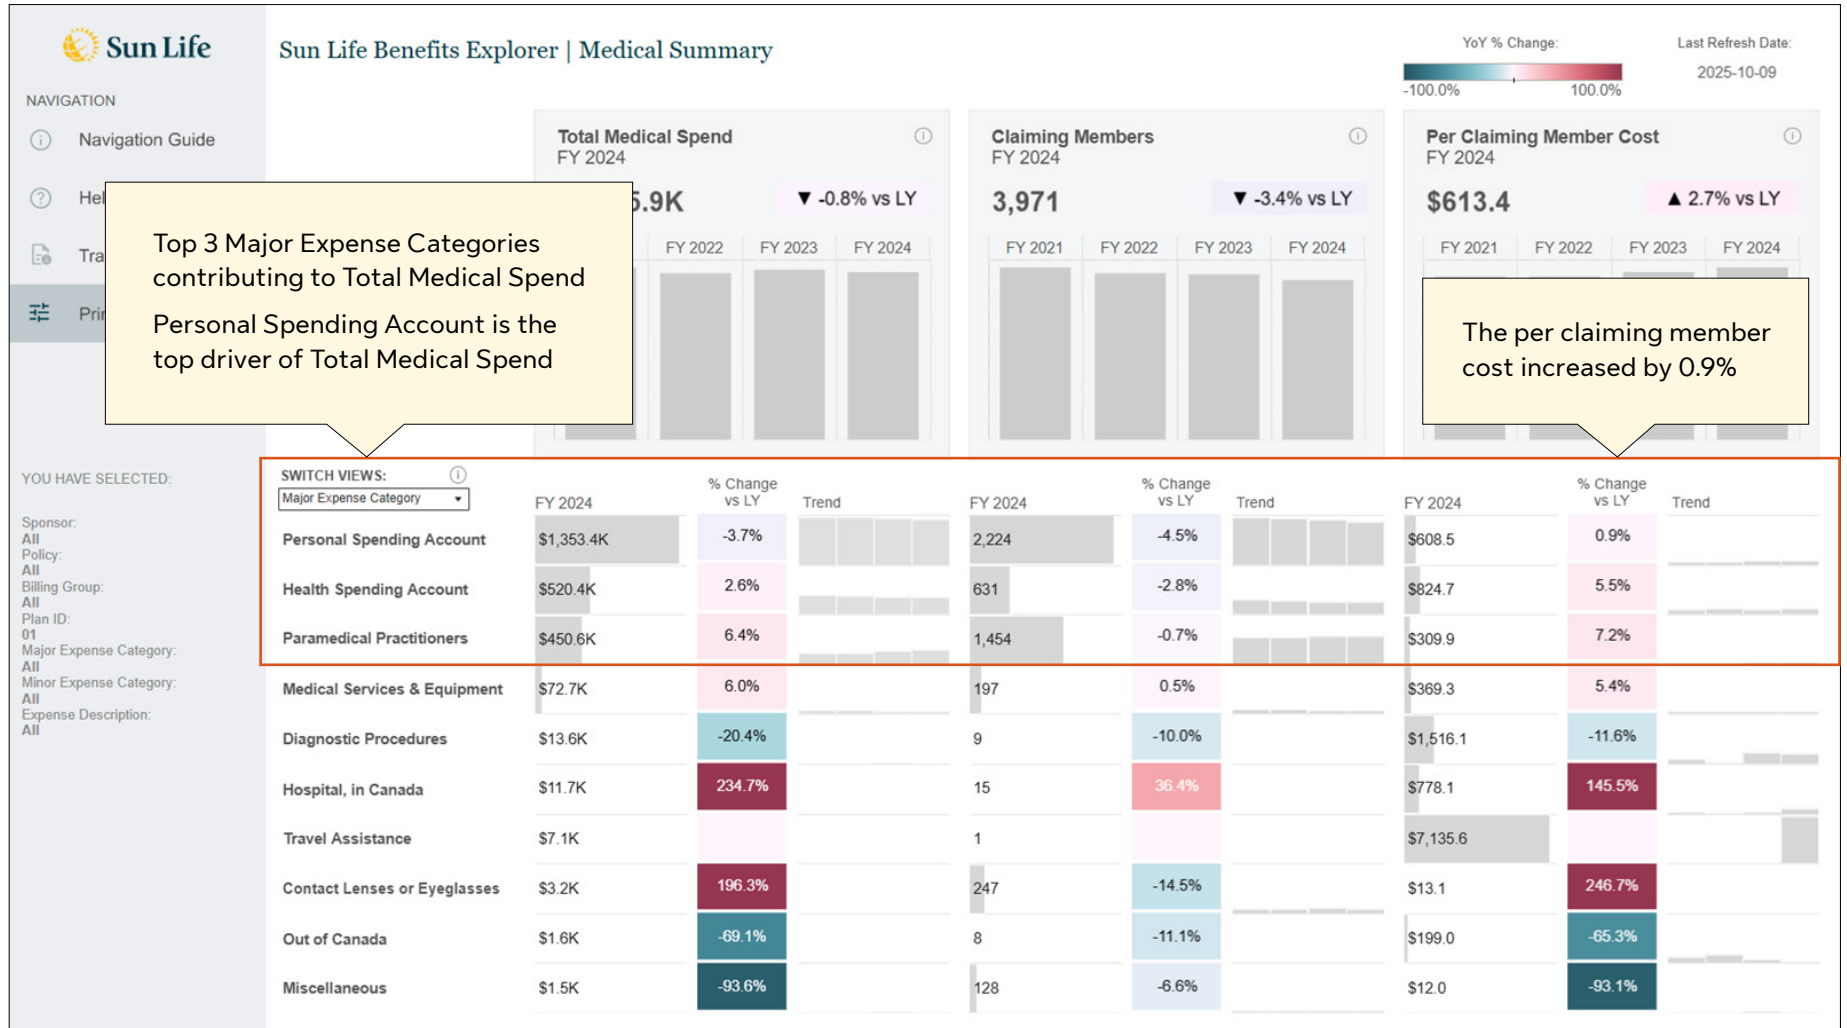 Sun Life
Sun Life Benefits Explorer | Medical Summary
YoY % Change:
-100.0% 100.0%
Last Refresh Date:
2025-10-09
NAVIGATION
Navigation Guide
Total Medical Spend
FY 2024
5.9K ▼ -0.8% vs LY
FY 2022 FY 2023 FY 2024
Claiming Members
FY 2024
3,971 ▼ -3.4% vs LY
FY 2021 FY 2022 FY 2023 FY 2024
Per Claiming Member Cost
FY 2024
$613.4 ▲ 2.7% vs LY
FY 2021 FY 2022 FY 2023 FY 2024
Top 3 Major Expense Categories
contributing to Total Medical Spend
Personal Spending Account is the
top driver of Total Medical Spend
The per claiming member
cost increased by 0.9%
YOU HAVE SELECTED:
Sponsor:
All
Policy:
All
Billing Group:
All
Plan ID:
01
Major Expense Category:
All
Minor Expense Category:
All
Expense Description:
All
SWITCH VIEWS:
Major Expense Category
FY 2024 % Change vs LY Trend FY 2024 % Change vs LY Trend FY 2024 % Change vs LY Trend
Personal Spending Account $1,353.4K -3.7% 2,224 -4.5% $608.5 0.9%
Health Spending Account $520.4K 2.6% 631 -2.8% $824.7 5.5%
Paramedical Practitioners $450.6K 6.4% 1,454 -0.7% $309.9 7.2%
Medical Services & Equipment $72.7K 6.0% 197 0.5% $369.3 5.4%
Diagnostic Procedures $13.6K -20.4% 9 -10.0% $1,516.1 -11.6%
Hospital, in Canada $11.7K 234.7% 15 36.4% $778.1 145.5%
Travel Assistance $7.1K 1 $7,135.6
Contact Lenses or Eyeglasses $3.2K 196.3% 247 -14.5% $13.1 246.7%
Out of Canada $1.6K -69.1% 8 -11.1% $199.0 -65.3%
Miscellaneous $1.5K -93.6% 128 -6.6% $12.0 -93.1%